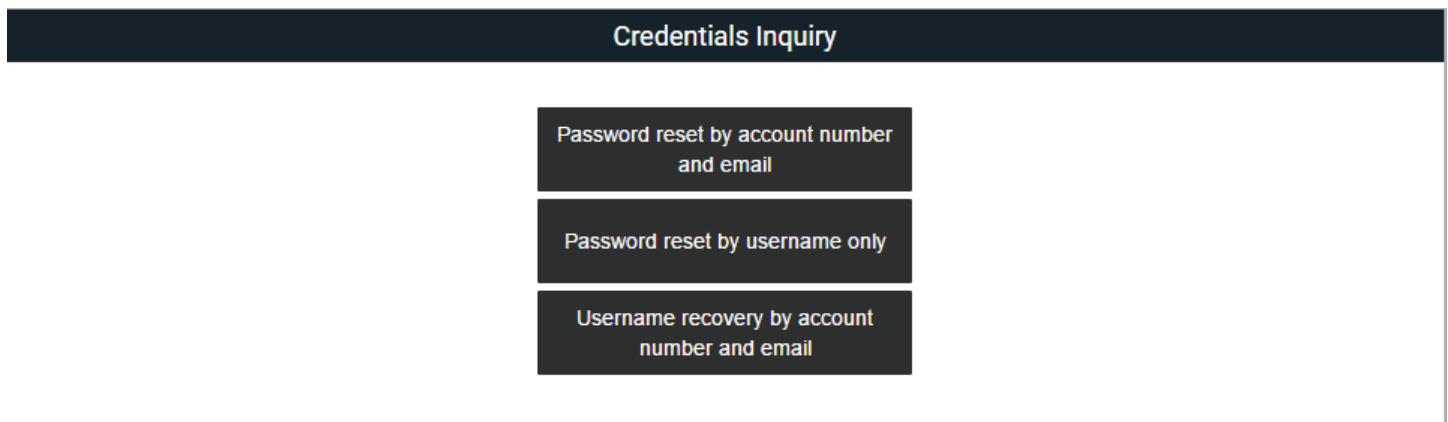 Credentials Inquiry
Password reset by account number
and email
Password reset by username only
Username recovery by account
number and email